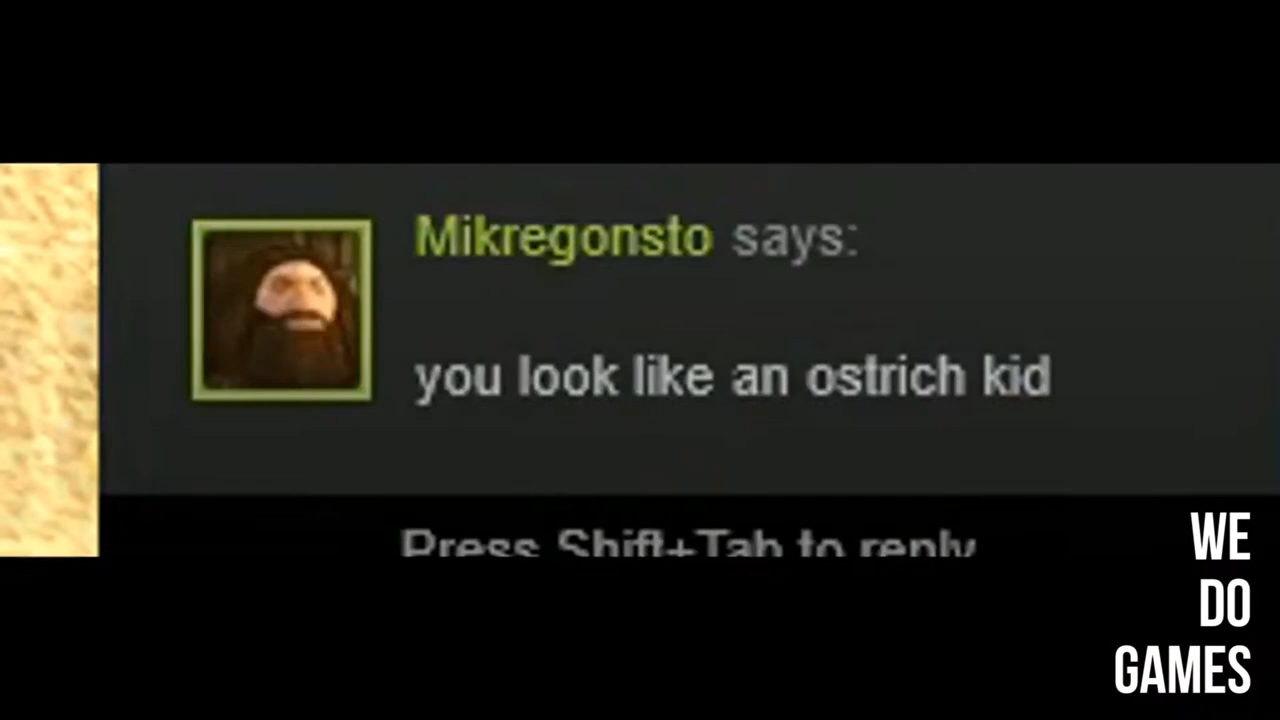 Mikregonsto says:
you look like an ostrich kid
Press Shift+Tab to reply
WE
DO
GAMES